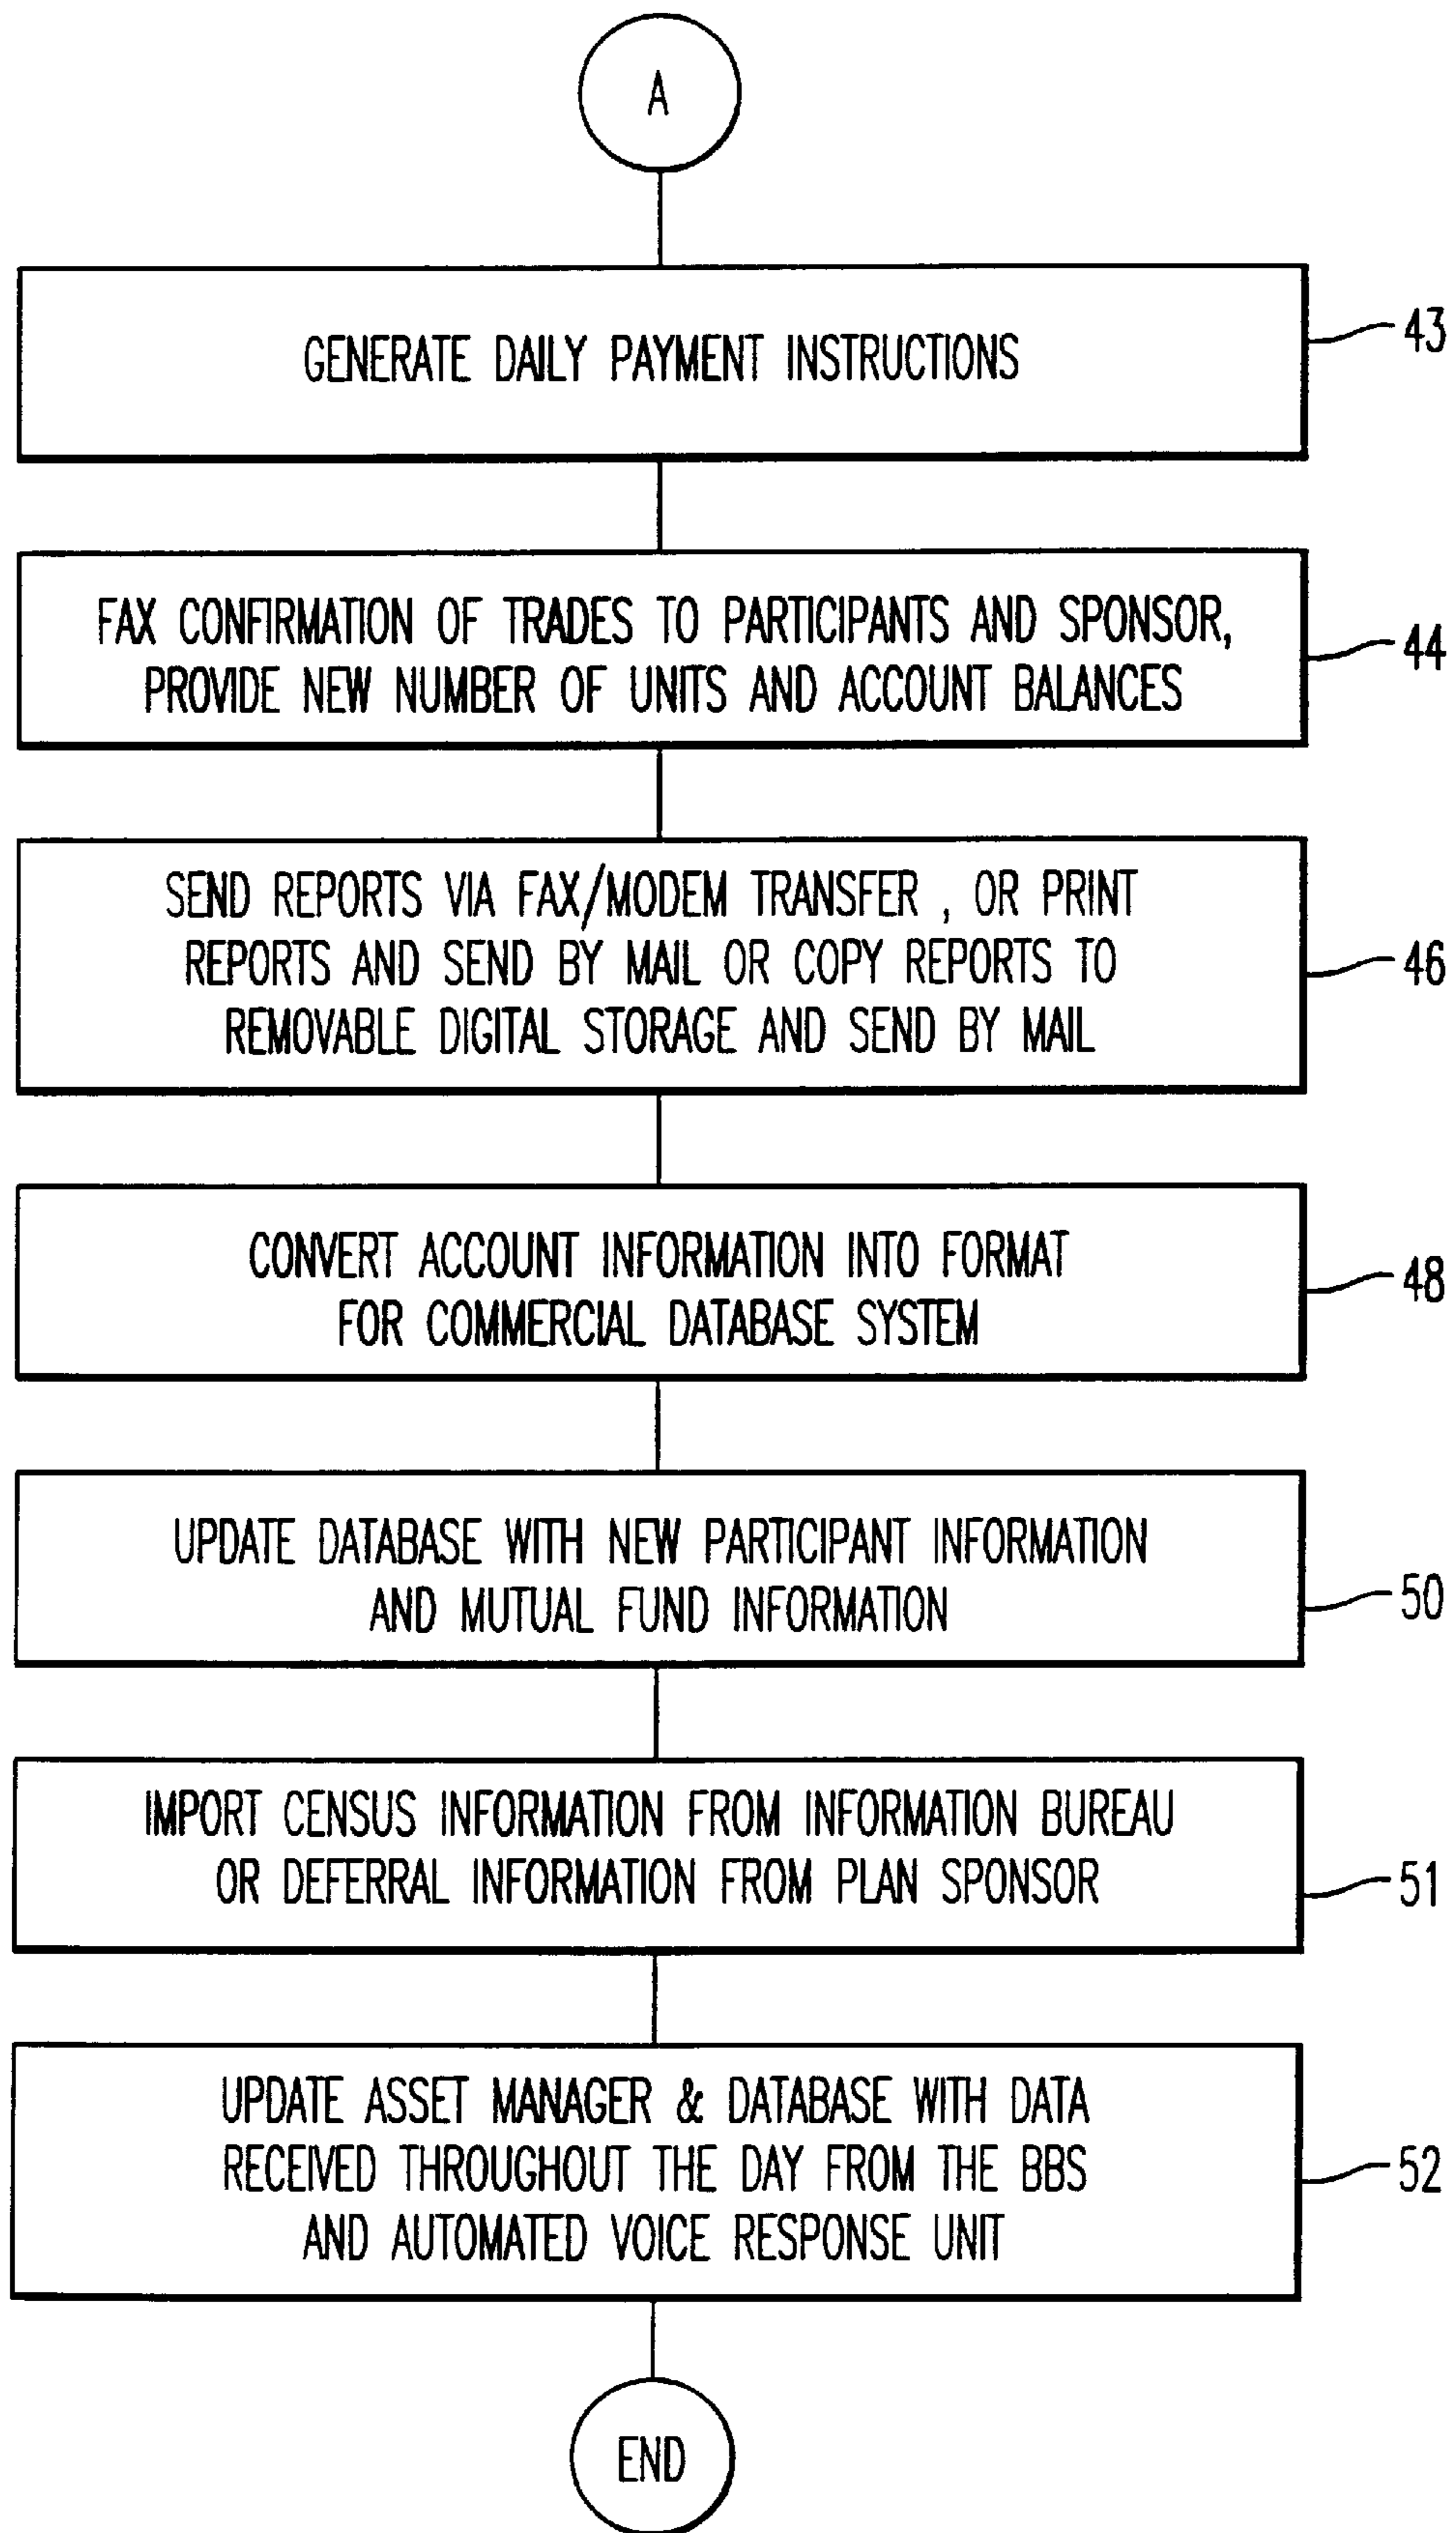 A
GENERATE DAILY PAYMENT INSTRUCTIONS
43
FAX CONFIRMATION OF TRADES TO PARTICIPANTS AND SPONSOR,
PROVIDE NEW NUMBER OF UNITS AND ACCOUNT BALANCES
44
SEND REPORTS VIA FAX/MODEM TRANSFER , OR PRINT
REPORTS AND SEND BY MAIL OR COPY REPORTS TO
REMOVABLE DIGITAL STORAGE AND SEND BY MAIL
46
CONVERT ACCOUNT INFORMATION INTO FORMAT
FOR COMMERCIAL DATABASE SYSTEM
48
UPDATE DATABASE WITH NEW PARTICIPANT INFORMATION
AND MUTUAL FUND INFORMATION
50
IMPORT CENSUS INFORMATION FROM INFORMATION BUREAU
OR DEFERRAL INFORMATION FROM PLAN SPONSOR
51
UPDATE ASSET MANAGER & DATABASE WITH DATA
RECEIVED THROUGHOUT THE DAY FROM THE BBS
AND AUTOMATED VOICE RESPONSE UNIT
52
END